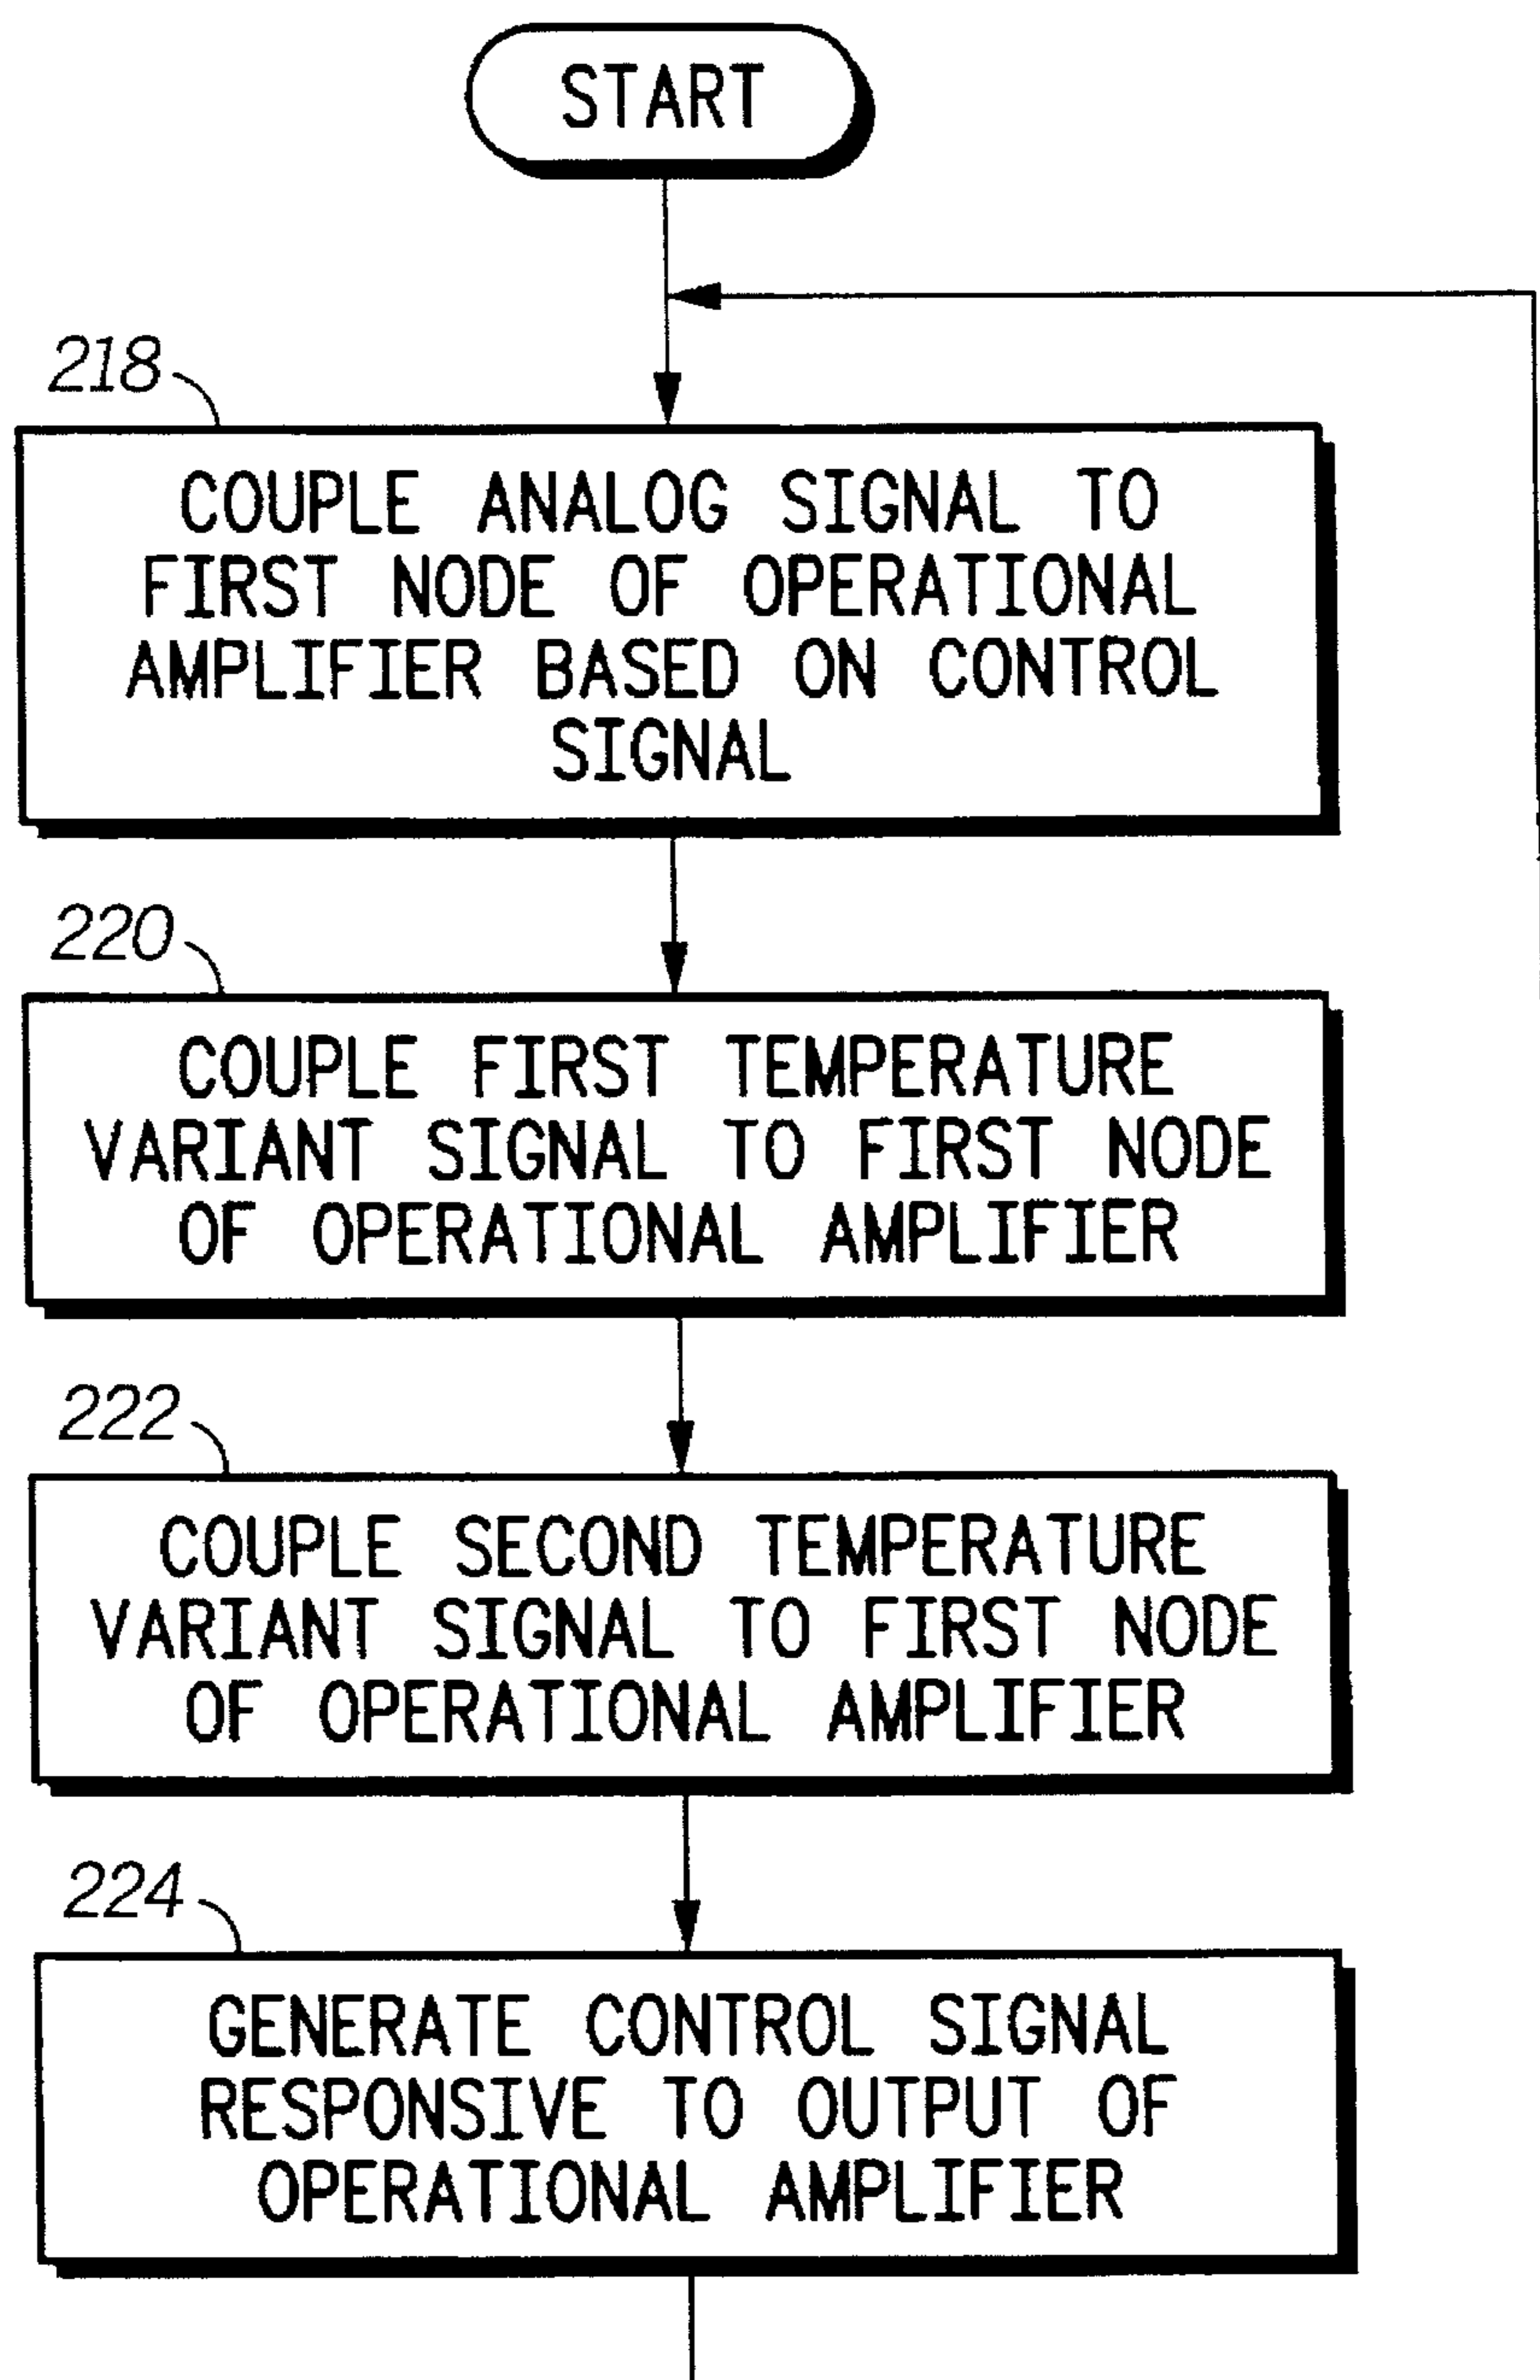 START
218
COUPLE ANALOG SIGNAL TO
FIRST NODE OF OPERATIONAL
AMPLIFIER BASED ON CONTROL
SIGNAL
220
COUPLE FIRST TEMPERATURE
VARIANT SIGNAL TO FIRST NODE
OF OPERATIONAL AMPLIFIER
222
COUPLE SECOND TEMPERATURE
VARIANT SIGNAL TO FIRST NODE
OF OPERATIONAL AMPLIFIER
224
GENERATE CONTROL SIGNAL
RESPONSIVE TO OUTPUT OF
OPERATIONAL AMPLIFIER